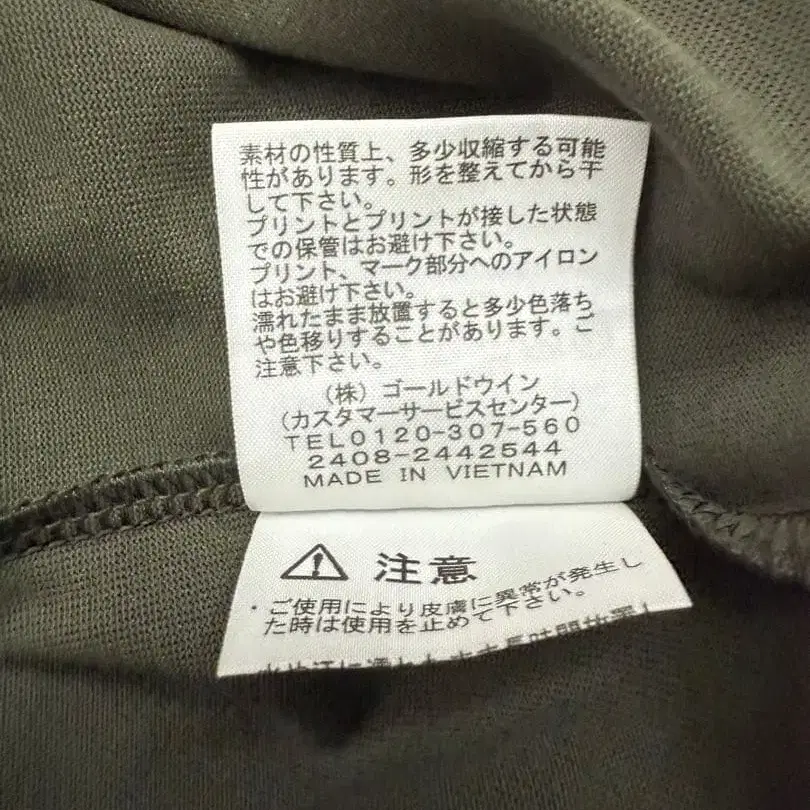 素材の性質上、多少収縮する可能
性があります。形を整えてから干
して下さい。
プリントとプリントが接した状態
での保管はお避け下さい。
プリント、マーク部分へのアイロン
はお避け下さい。
濡れたまま放置すると多少色落ち
や色移りすることがあります。ご
注意下さい。
(株) ゴールドウイン
(カスタマーサービスセンター)
TEL0120-307-560
2408-2442544
MADE IN VIETNAM
注意
・ご使用により皮膚に異常が発生し
た時は使用を止めて下さい。